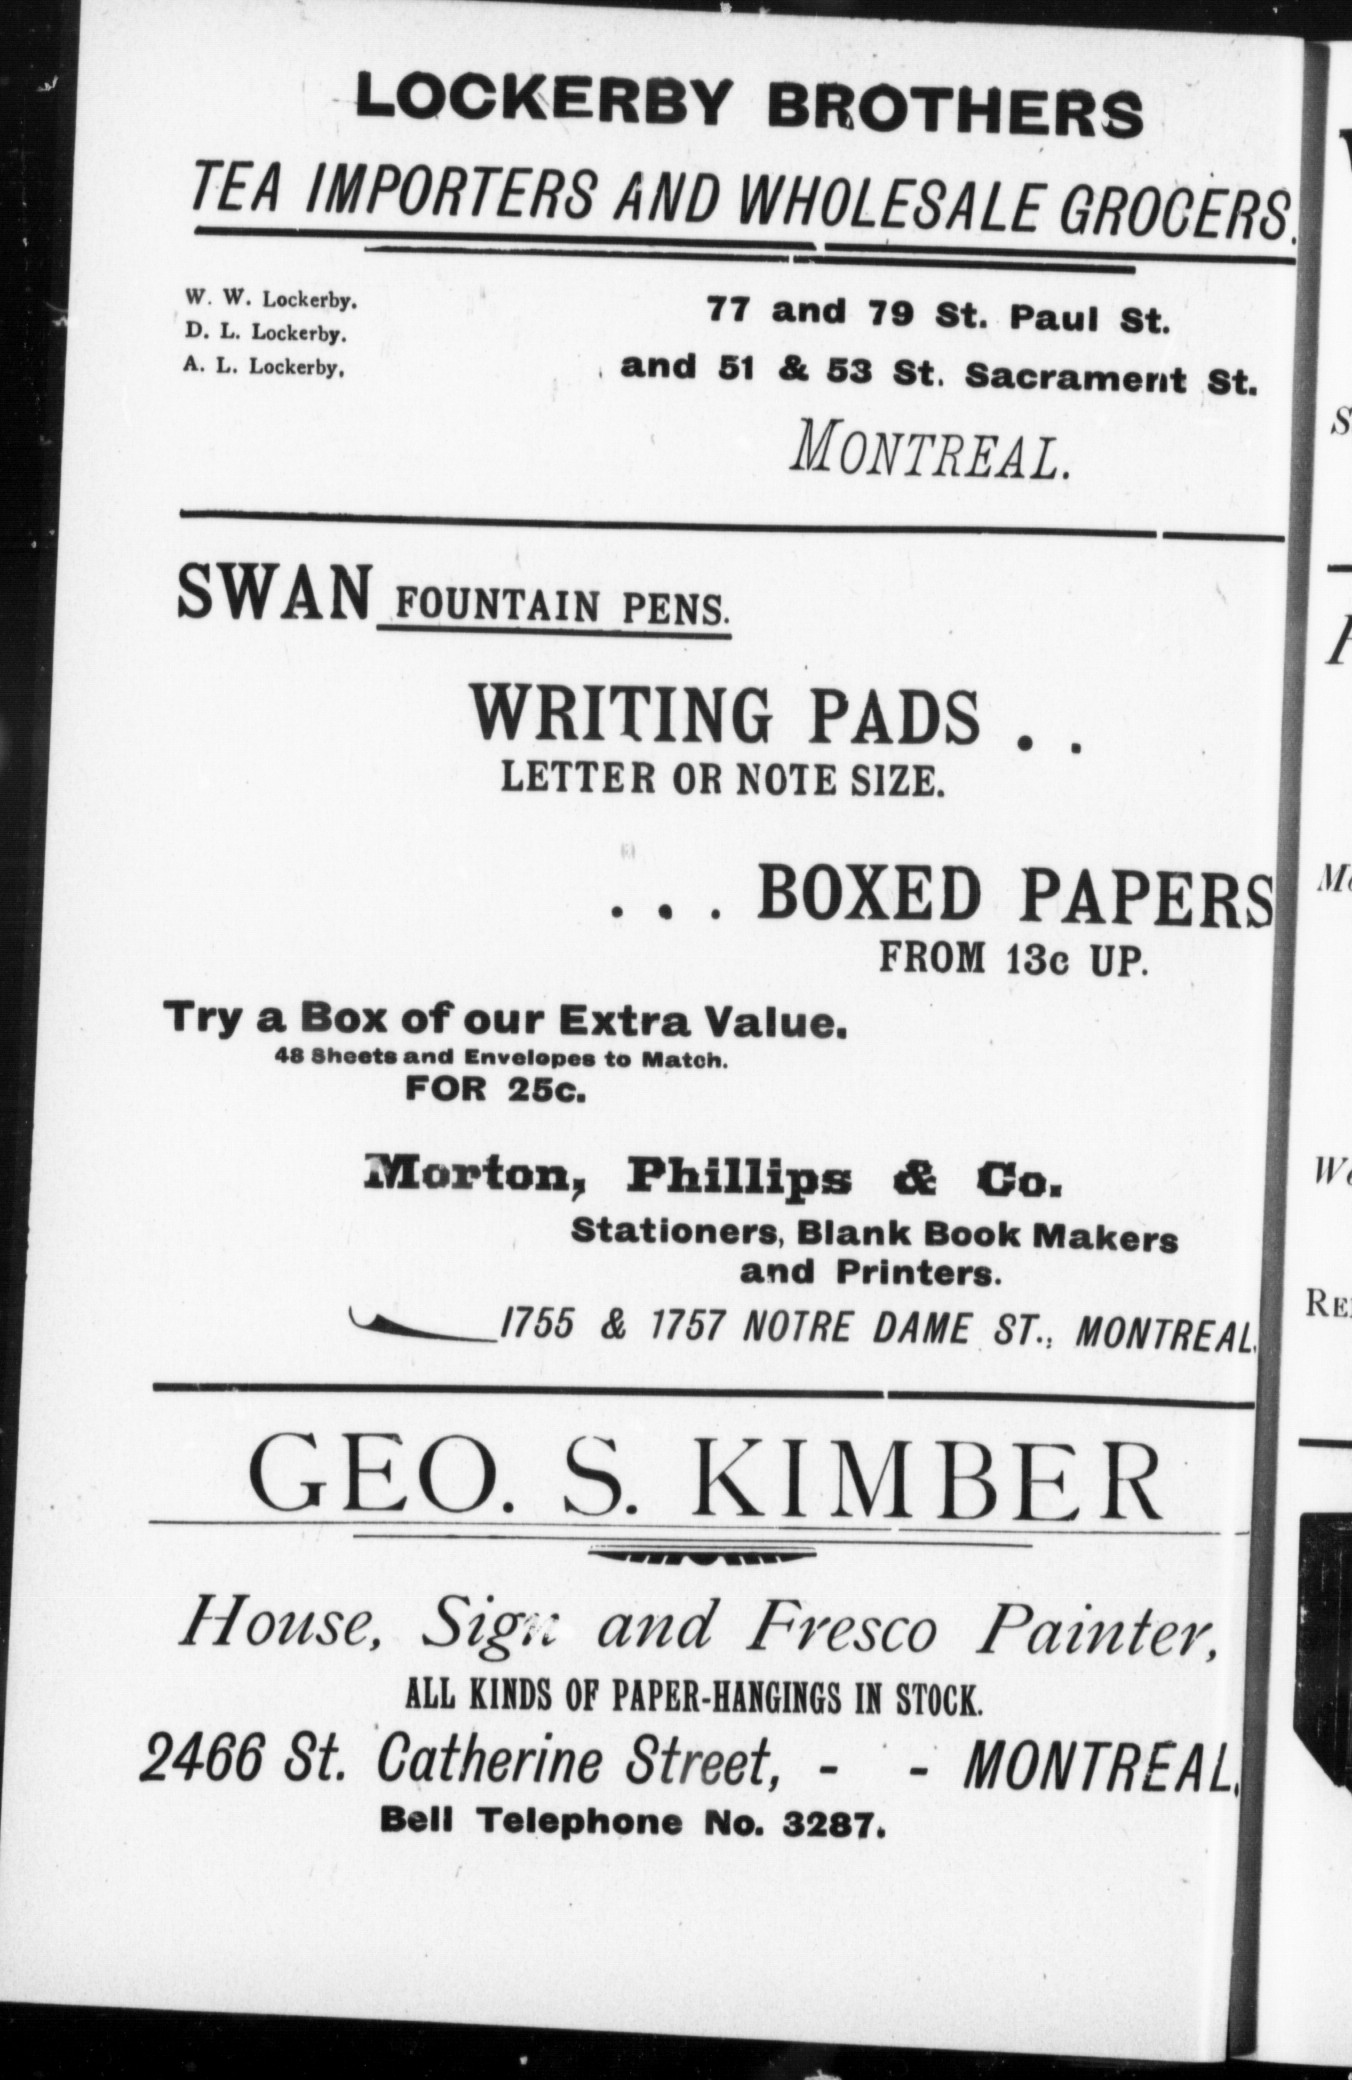 LOCKERBY BROTHERS
TEA IMPORTERS AND WHOLESALE GROCERS.
W. W. Lockerby.
D. L. Lockerby.
A. L. Lockerby.
77 and 79 St. Paul St.
and 51 & 53 St. Sacrament St.
MONTREAL.
SWAN FOUNTAIN PENS.
WRITING PADS . .
LETTER OR NOTE SIZE.
. . . BOXED PAPERS
FROM 13c UP.
Try a Box of our Extra Value.
48 Sheets and Envelopes to Match.
FOR 25c.
Morton, Phillips & Co.
Stationers, Blank Book Makers
and Printers.
1755 & 1757 NOTRE DAME ST., MONTREAL.
GEO. S. KIMBER
House, Sign and Fresco Painter,
ALL KINDS OF PAPER-HANGINGS IN STOCK.
2466 St. Catherine Street, - - MONTREAL.
Bell Telephone No. 3287.